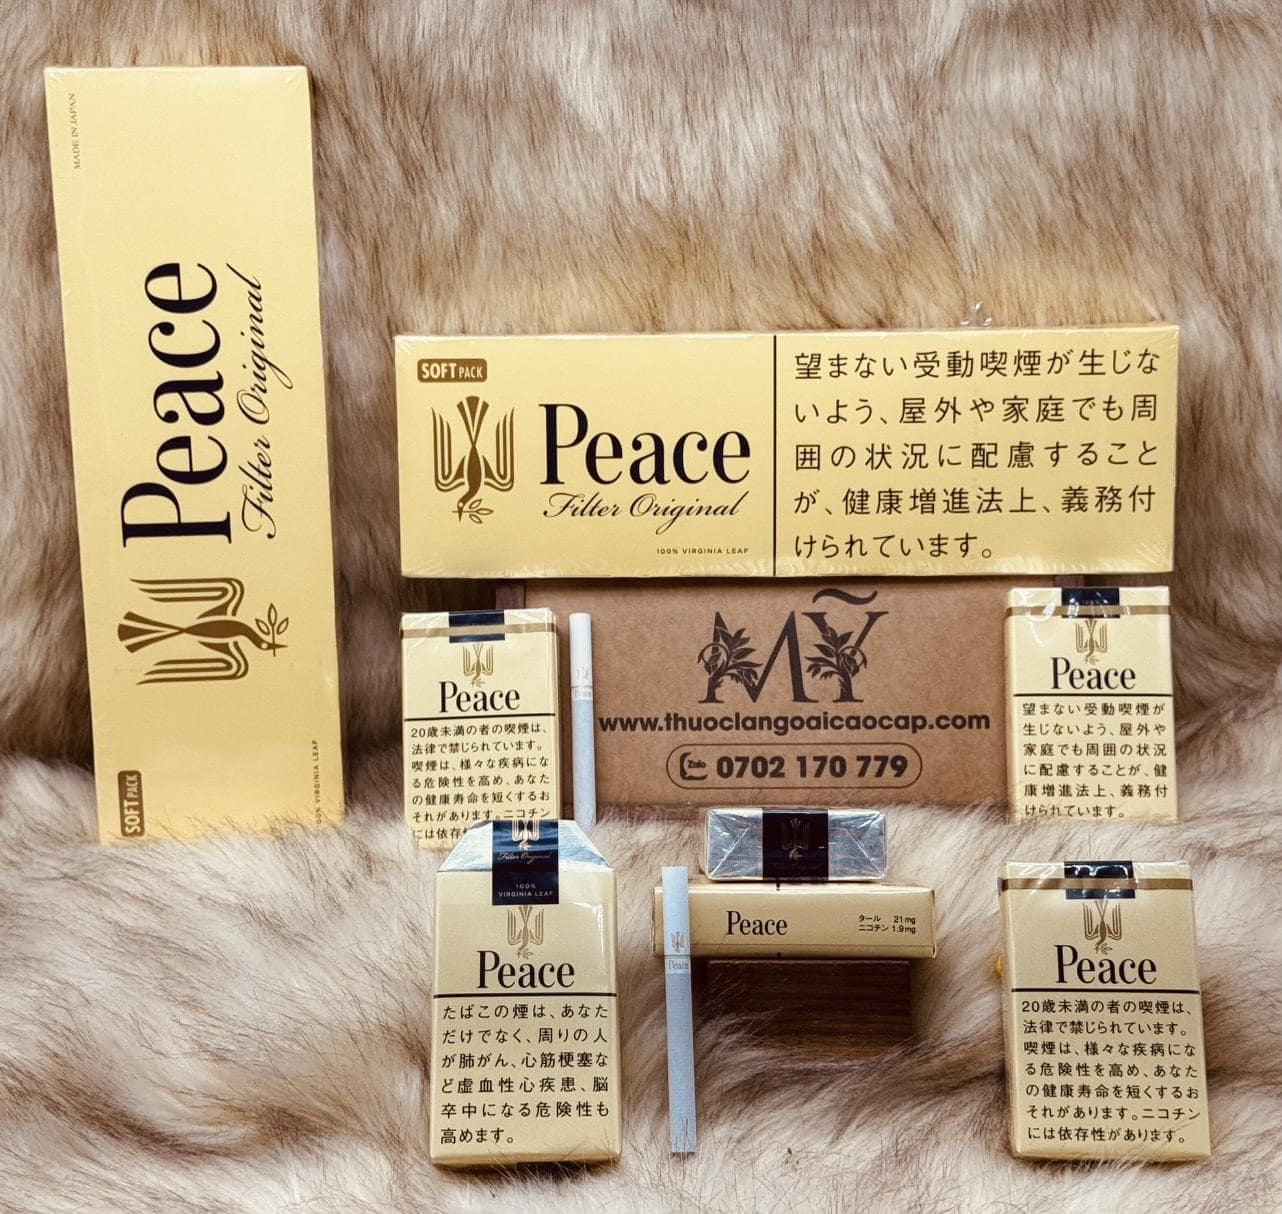 MADE IN JAPAN
Peace
Filter Original
SOFT PACK
100% VIRGINIA LEAF
SOFT PACK
Peace
Filter Original
100% VIRGINIA LEAF
望まない受動喫煙が生じな
いよう、屋外や家庭でも周
囲の状況に配慮すること
が、健康増進法上、義務付
けられています。
MỸ
www.thuoclangoaicaocap.com
Zalo 0702 170 779
Peace
20歳未満の者の喫煙は、
法律で禁じられています。
喫煙は、様々な疾病にな
る危険性を高め、あなた
の健康寿命を短くするお
それがあります。ニコチン
には依存
Peace
Peace
望まない受動喫煙が
生じないよう、屋外や
家庭でも周囲の状況
に配慮することが、健
康増進法上、義務付
けられています。
Filter Original
100%
VIRGINIA LEAF
Peace
たばこの煙は、あなた
だけでなく、周りの人
が肺がん、心筋梗塞な
ど虚血性心疾患、脳
卒中になる危険性も
高めます。
Peace
タール 21mg
ニコチン 1.9mg
Peace
Peace
20歳未満の者の喫煙は、
法律で禁じられています。
喫煙は、様々な疾病にな
る危険性を高め、あなた
の健康寿命を短くするお
それがあります。ニコチン
には依存性があります。